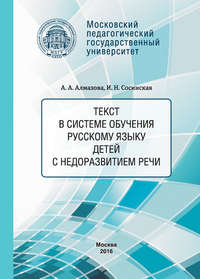 Московский
педагогический
государственный
университет
А. А. Алмазова, И. Н. Сосинская
ТЕКСТ
В СИСТЕМЕ ОБУЧЕНИЯ
РУССКОМУ ЯЗЫКУ
ДЕТЕЙ
С НЕДОРАЗВИТИЕМ РЕЧИ
Москва
2016